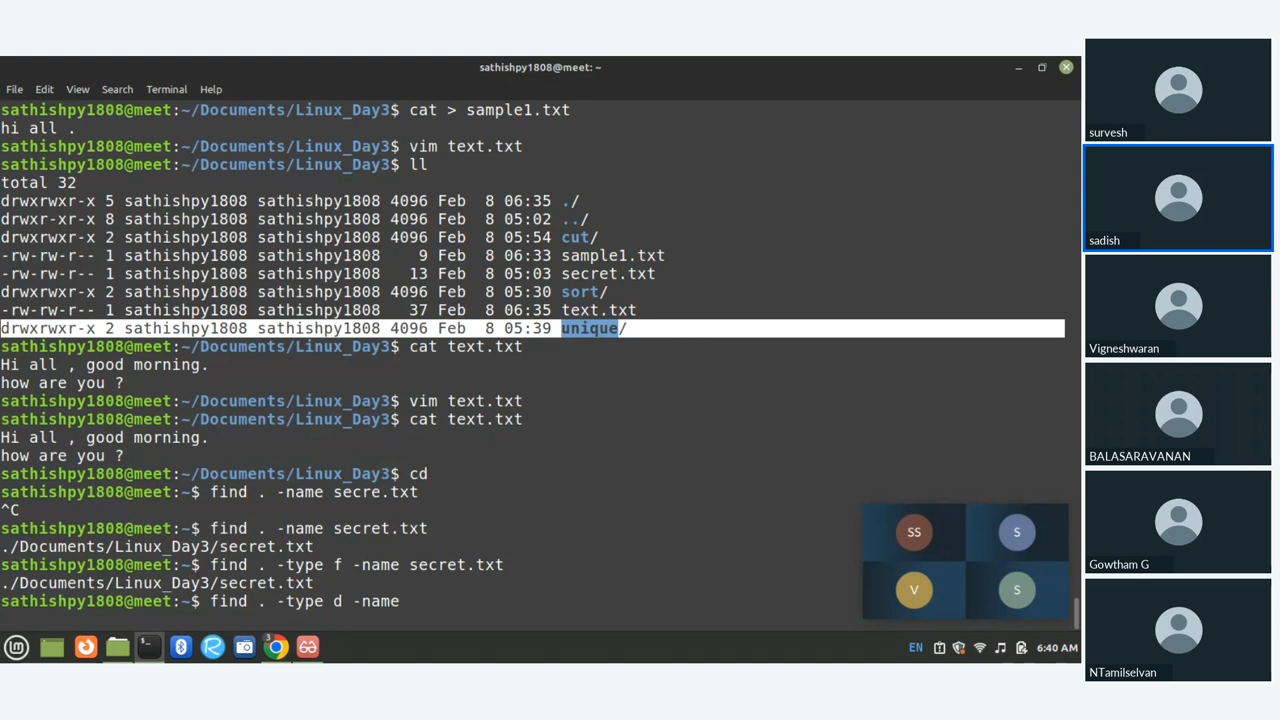 sathishpy1808@meet: ~
File Edit View Search Terminal Help
sathishpy1808@meet:~/Documents/Linux_Day3$ cat > sample1.txt
hi all .
sathishpy1808@meet:~/Documents/Linux_Day3$ vim text.txt
sathishpy1808@meet:~/Documents/Linux_Day3$ ll
total 32
drwxrwxr-x 5 sathishpy1808 sathishpy1808 4096 Feb  8 06:35 ./
drwxrwxr-x 8 sathishpy1808 sathishpy1808 4096 Feb  8 05:02 ../
drwxrwxr-x 2 sathishpy1808 sathishpy1808 4096 Feb  8 05:54 cut/
-rw-rw-r-- 1 sathishpy1808 sathishpy1808    9 Feb  8 06:33 sample1.txt
-rw-rw-r-- 1 sathishpy1808 sathishpy1808   13 Feb  8 05:03 secret.txt
drwxrwxr-x 2 sathishpy1808 sathishpy1808 4096 Feb  8 05:30 sort/
-rw-rw-r-- 1 sathishpy1808 sathishpy1808   37 Feb  8 06:35 text.txt
drwxrwxr-x 2 sathishpy1808 sathishpy1808 4096 Feb  8 05:39 unique/
sathishpy1808@meet:~/Documents/Linux_Day3$ cat text.txt
Hi all , good morning.
how are you ?
sathishpy1808@meet:~/Documents/Linux_Day3$ vim text.txt
sathishpy1808@meet:~/Documents/Linux_Day3$ cat text.txt
Hi all , good morning.
how are you ?
sathishpy1808@meet:~/Documents/Linux_Day3$ cd
sathishpy1808@meet:~$ find . -name secre.txt
^C
sathishpy1808@meet:~$ find . -name secret.txt
./Documents/Linux_Day3/secret.txt
sathishpy1808@meet:~$ find . -type f -name secret.txt
./Documents/Linux_Day3/secret.txt
sathishpy1808@meet:~$ find . -type d -name
SS S
V S
3 EN 6:40 AM
survesh
sadish
Vigneshwaran
BALASARAVANAN
Gowtham G
NTamilselvan